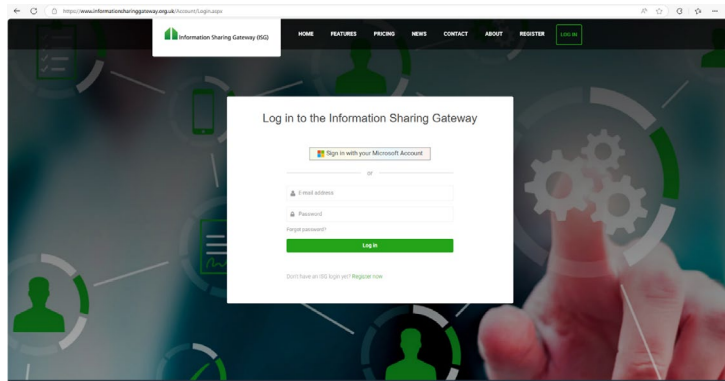 https://www.informationsharinggateway.org.uk/Account/Login.aspx
Information Sharing Gateway (ISG)
HOME FEATURES PRICING NEWS CONTACT ABOUT REGISTER LOG IN
Log in to the Information Sharing Gateway
Sign in with your Microsoft Account
or
E-mail address
Password
Forgot password?
Log in
Don't have an ISG login yet? Register now